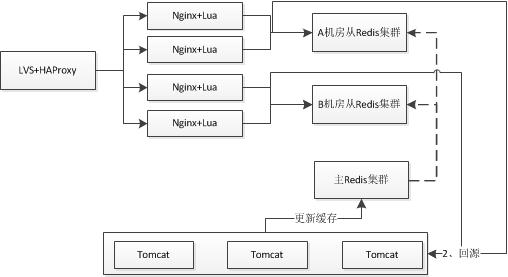 Nginx+Lua
Nginx+Lua
A机房从Redis集群
LVS+HAProxy
Nginx+Lua
B机房从Redis集群
Nginx+Lua
主Redis集群
更新缓存
2、回源
Tomcat
Tomcat
Tomcat